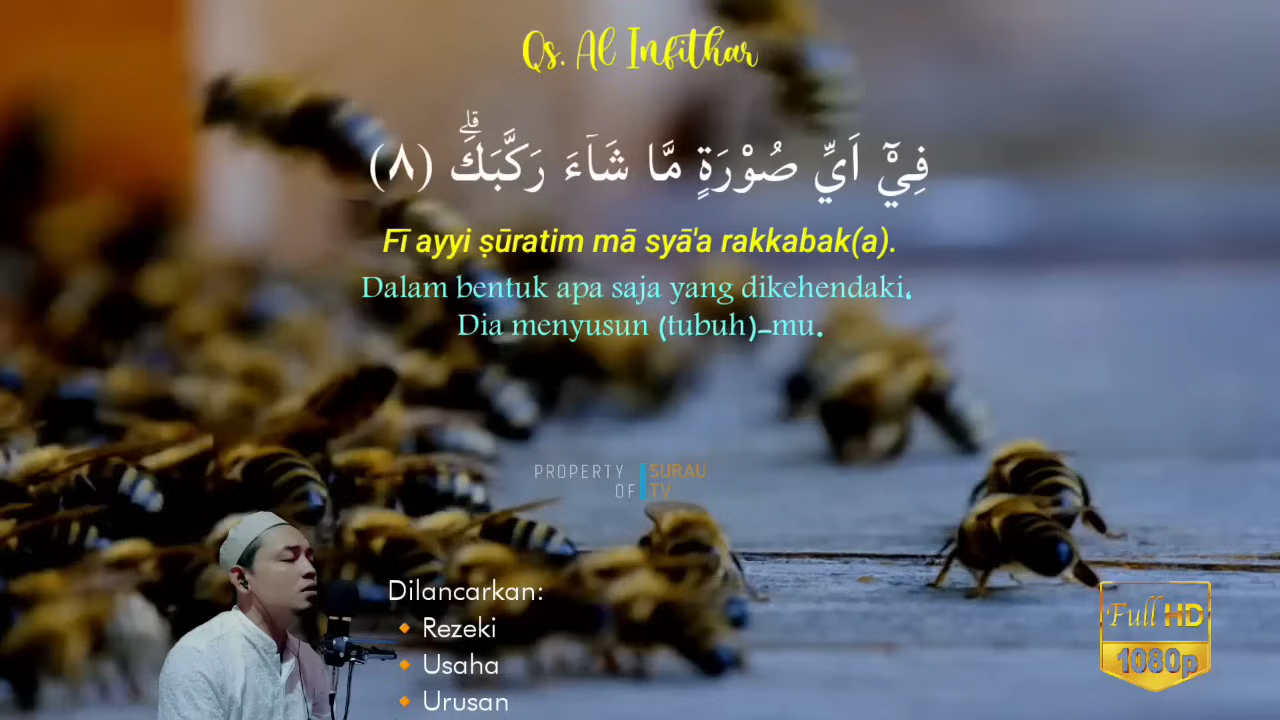 Qs. Al Infithar
فِيْٓ اَيِّ صُوْرَةٍ مَّا شَاۤءَ رَكَّبَكَۗ (٨)
Fī ayyi ṣūratim mā syā'a rakkabak(a).
Dalam bentuk apa saja yang dikehendaki,
Dia menyusun (tubuh)-mu.
PROPERTY OF
SURAU TV
Dilancarkan:
🔸 Rezeki
🔸 Usaha
🔸 Urusan
Full HD
1080p